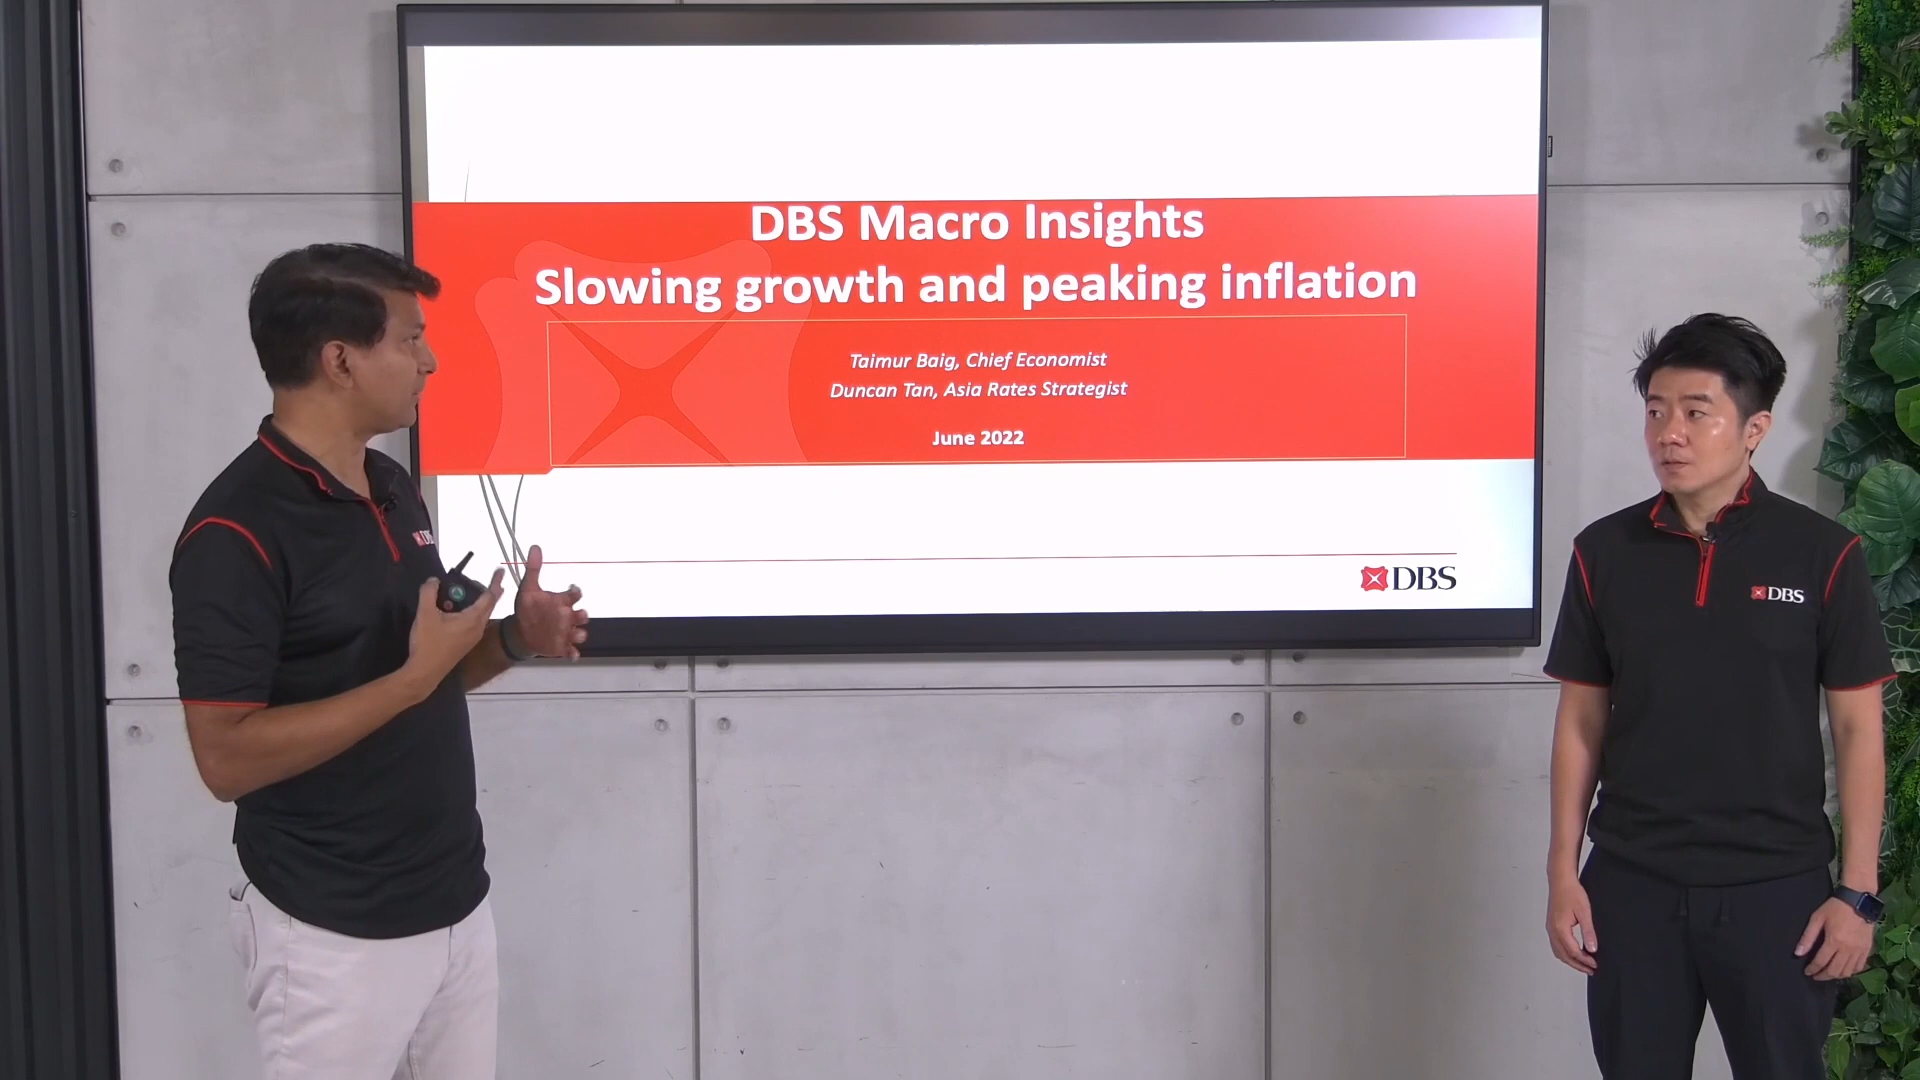 DBS Macro Insights
Slowing growth and peaking inflation
Taimur Baig, Chief Economist
Duncan Tan, Asia Rates Strategist
June 2022
DBS
DBS
DBS